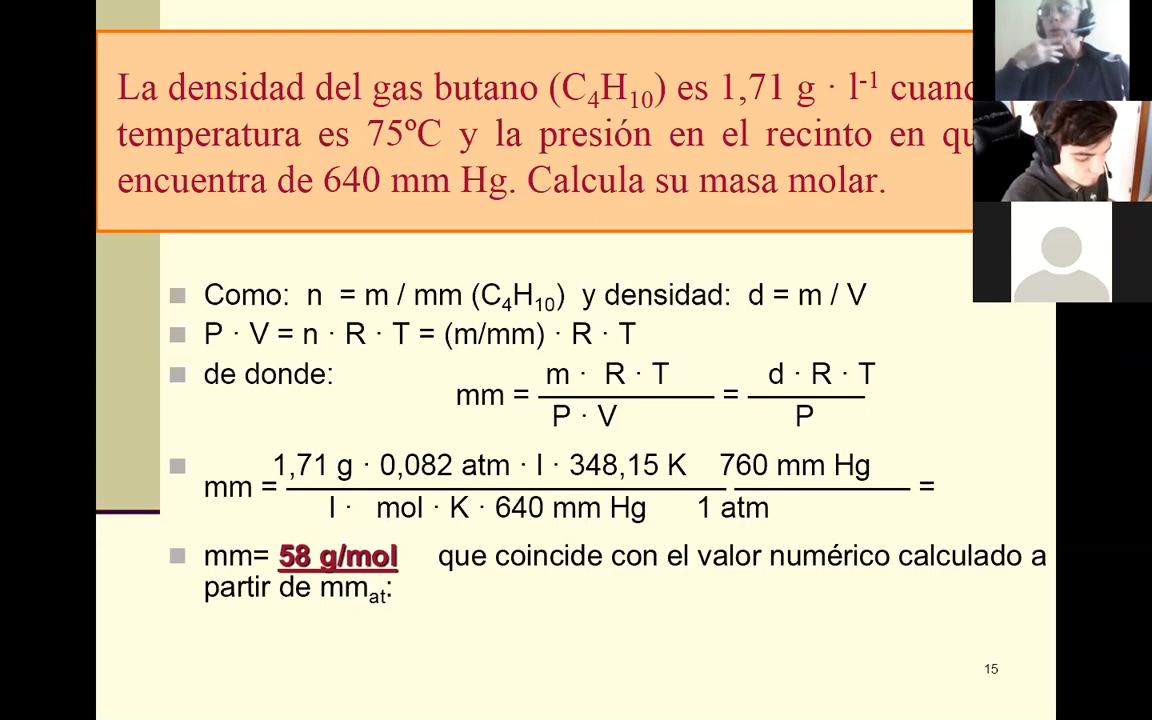 La densidad del gas butano (C₄H₁₀) es 1,71 g · l⁻¹
temperatura es 75ºC y la presión en el recinto en
encuentra de 640 mm Hg. Calcula su masa molar.
Como: n = m / mm (C₄H₁₀) y densidad: d = m / V
P · V = n · R · T = (m/mm) · R · T
de donde:
m · R · T d · R · T
mm = ————— = ————
P · V P
1,71 g · 0,082 atm · l · 348,15 K 760 mm Hg
mm = ——————————— ————— =
l · mol · K · 640 mm Hg 1 atm
mm= 58 g/mol que coincide con el valor numérico calculado a
partir de mmₐₜ:
15